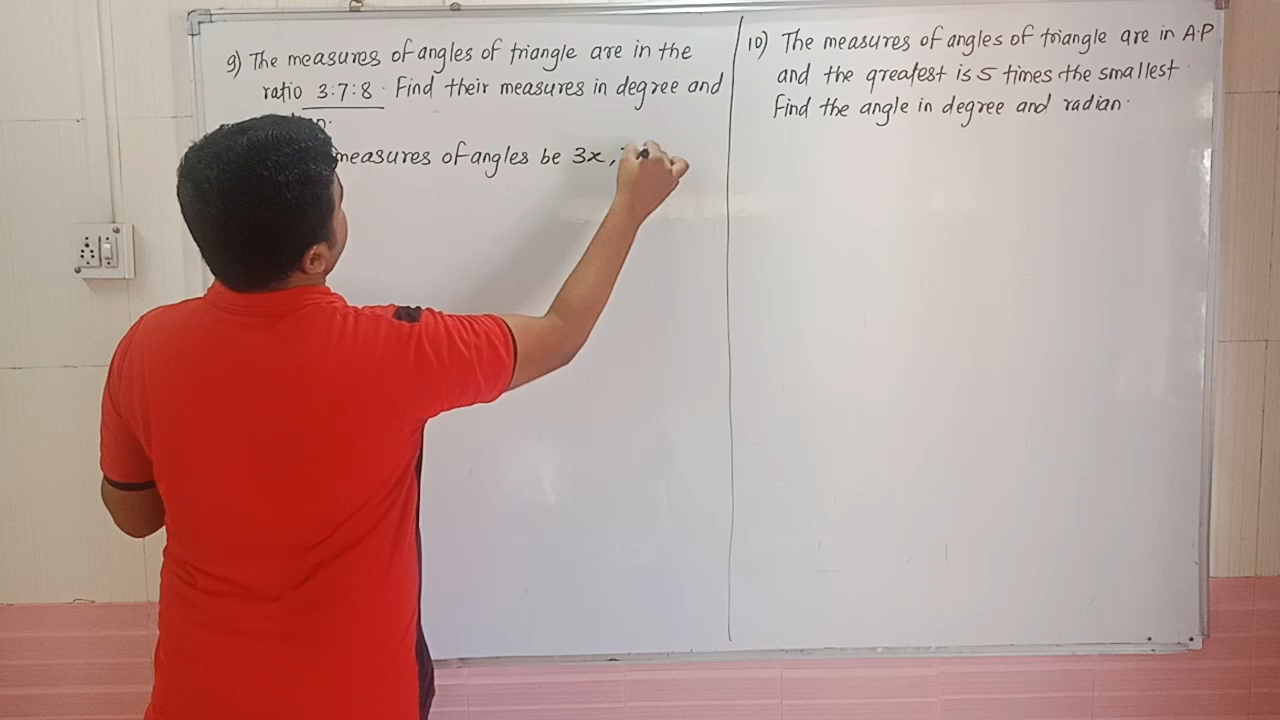 9) The measures of angles of triangle are in the
ratio 3:7:8. Find their measures in degree and
measures of angles be 3x,
10) The measures of angles of triangle are in A.P
and the greatest is 5 times the smallest.
Find the angle in degree and radian.